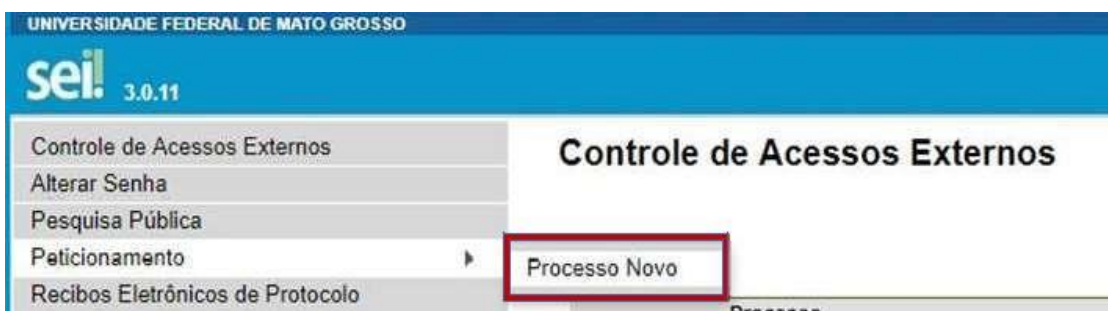 UNIVERSIDADE FEDERAL DE MATO GROSSO
sei! 3.0.11
Controle de Acessos Externos
Alterar Senha
Pesquisa Pública
Peticionamento
Recibos Eletrônicos de Protocolo
Controle de Acessos Externos
Processo Novo